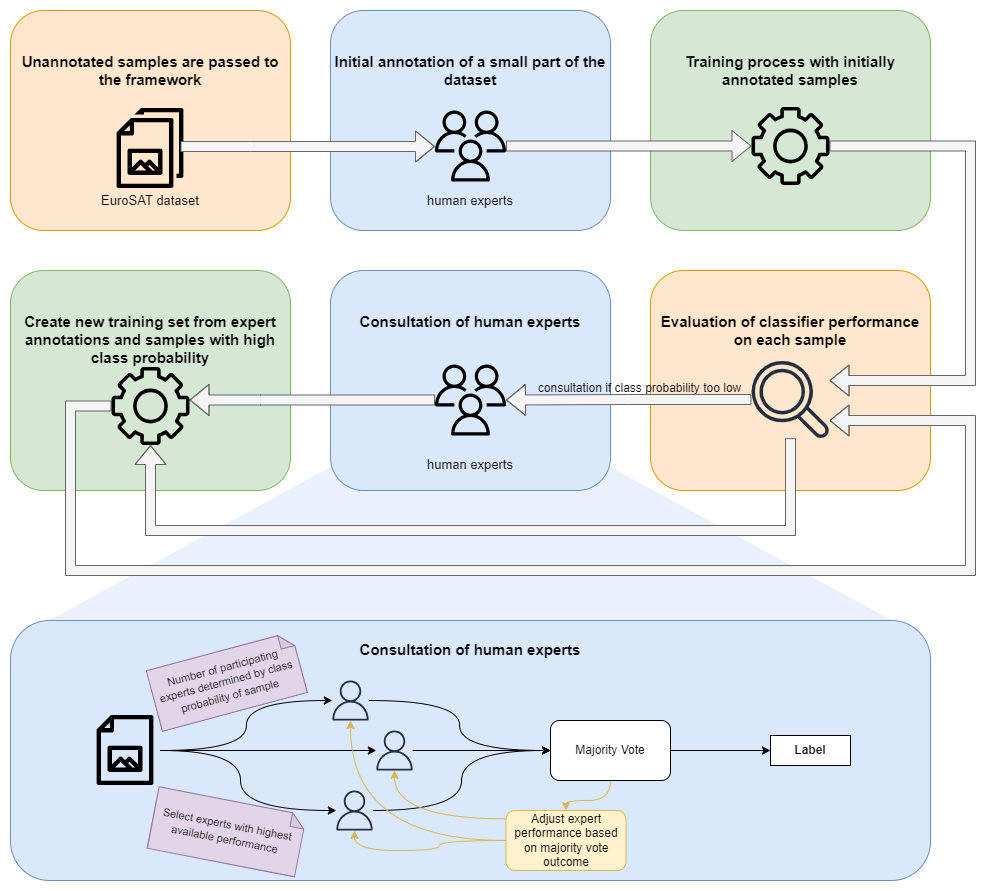 Unannotated samples are passed to
the framework
EuroSAT dataset
Initial annotation of a small part of the
dataset
human experts
Training process with initially
annotated samples
Create new training set from expert
annotations and samples with high
class probability
Consultation of human experts
human experts
consultation if class probability too low
Evaluation of classifier performance
on each sample
Consultation of human experts
Number of participating
experts determined by class
probability of sample
Select experts with highest
available performance
Majority Vote
Label
Adjust expert
performance based
on majority vote
outcome